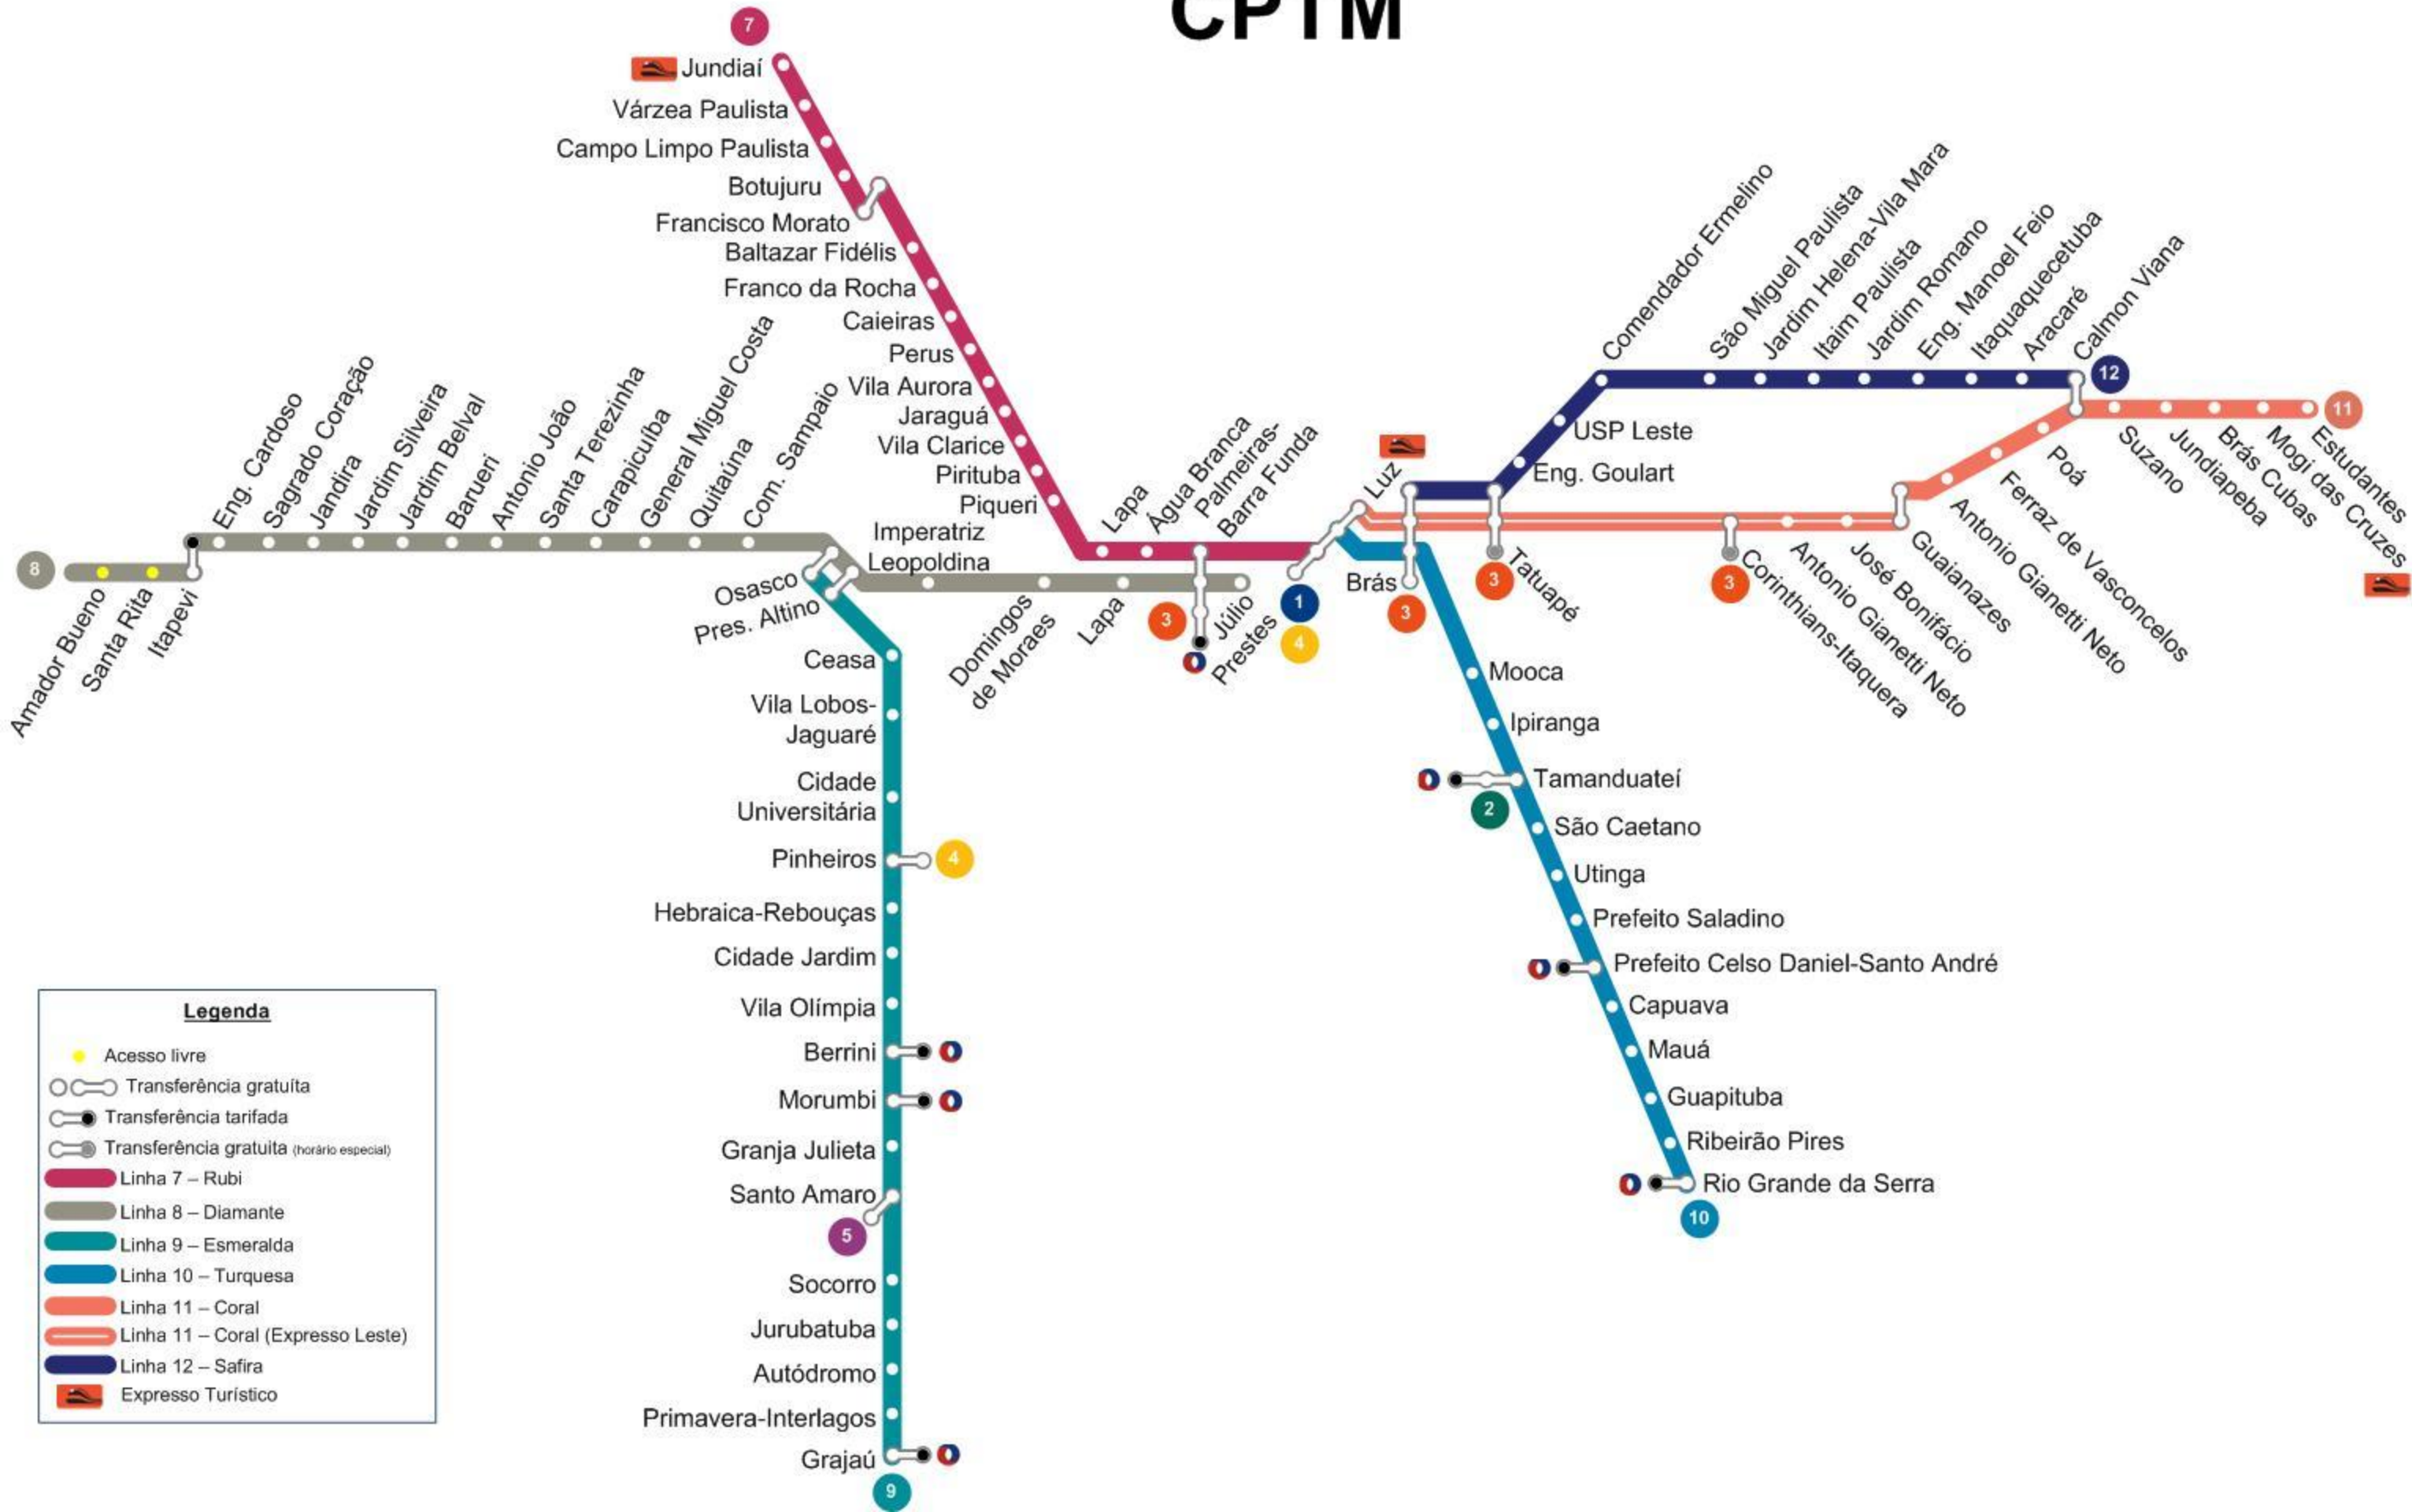 CPTM
7
Jundiaí
Várzea Paulista
Campo Limpo Paulista
Botujuru
Francisco Morato
Baltazar Fidélis
Franco da Rocha
Caieiras
Perus
Vila Aurora
Jaraguá
Vila Clarice
Pirituba
Piqueri
Lapa
Água Branca
Palmeiras-
Barra Funda
Luz
8
Amador Bueno
Santa Rita
Itapevi
Eng. Cardoso
Sagrado Coração
Jandira
Jardim Silveira
Jardim Belval
Barueri
Antonio João
Santa Terezinha
Carapicuíba
General Miguel Costa
Quitaúna
Com. Sampaio
Osasco
Pres. Altino
Imperatriz
Leopoldina
Domingos
de Moraes
Lapa
Júlio
Prestes
3
1
4
Brás
3
3
Tatuapé
3
Corinthians-Itaquera
Antonio Gianetti Neto
José Bonifácio
Guaianazes
Antonio Gianetti Neto
Ferraz de Vasconcelos
Poá
Suzano
Jundiapeba
Brás Cubas
Mogi das Cruzes
Estudantes
11
Eng. Goulart
USP Leste
Comendador Ermelino
São Miguel Paulista
Jardim Helena-Vila Mara
Itaim Paulista
Jardim Romano
Eng. Manoel Feio
Itaquaquecetuba
Aracaré
Calmon Viana
12
Ceasa
Vila Lobos-
Jaguaré
Cidade
Universitária
Pinheiros
4
Hebraica-Rebouças
Cidade Jardim
Vila Olímpia
Berrini
Morumbi
Granja Julieta
Santo Amaro
5
Socorro
Jurubatuba
Autódromo
Primavera-Interlagos
Grajaú
9
Mooca
Ipiranga
Tamanduateí
2
São Caetano
Utinga
Prefeito Saladino
Prefeito Celso Daniel-Santo André
Capuava
Mauá
Guapituba
Ribeirão Pires
Rio Grande da Serra
10
Legenda
Acesso livre
Transferência gratuíta
Transferência tarifada
Transferência gratuita (horário especial)
Linha 7 – Rubi
Linha 8 – Diamante
Linha 9 – Esmeralda
Linha 10 – Turquesa
Linha 11 – Coral
Linha 11 – Coral (Expresso Leste)
Linha 12 – Safira
Expresso Turístico